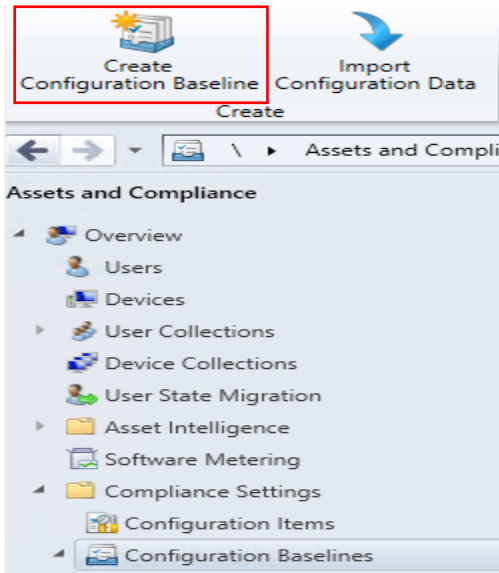 Create
Configuration Baseline
Import
Configuration Data
Create
\ Assets and Compli
Assets and Compliance
Overview
Users
Devices
User Collections
Device Collections
User State Migration
Asset Intelligence
Software Metering
Compliance Settings
Configuration Items
Configuration Baselines